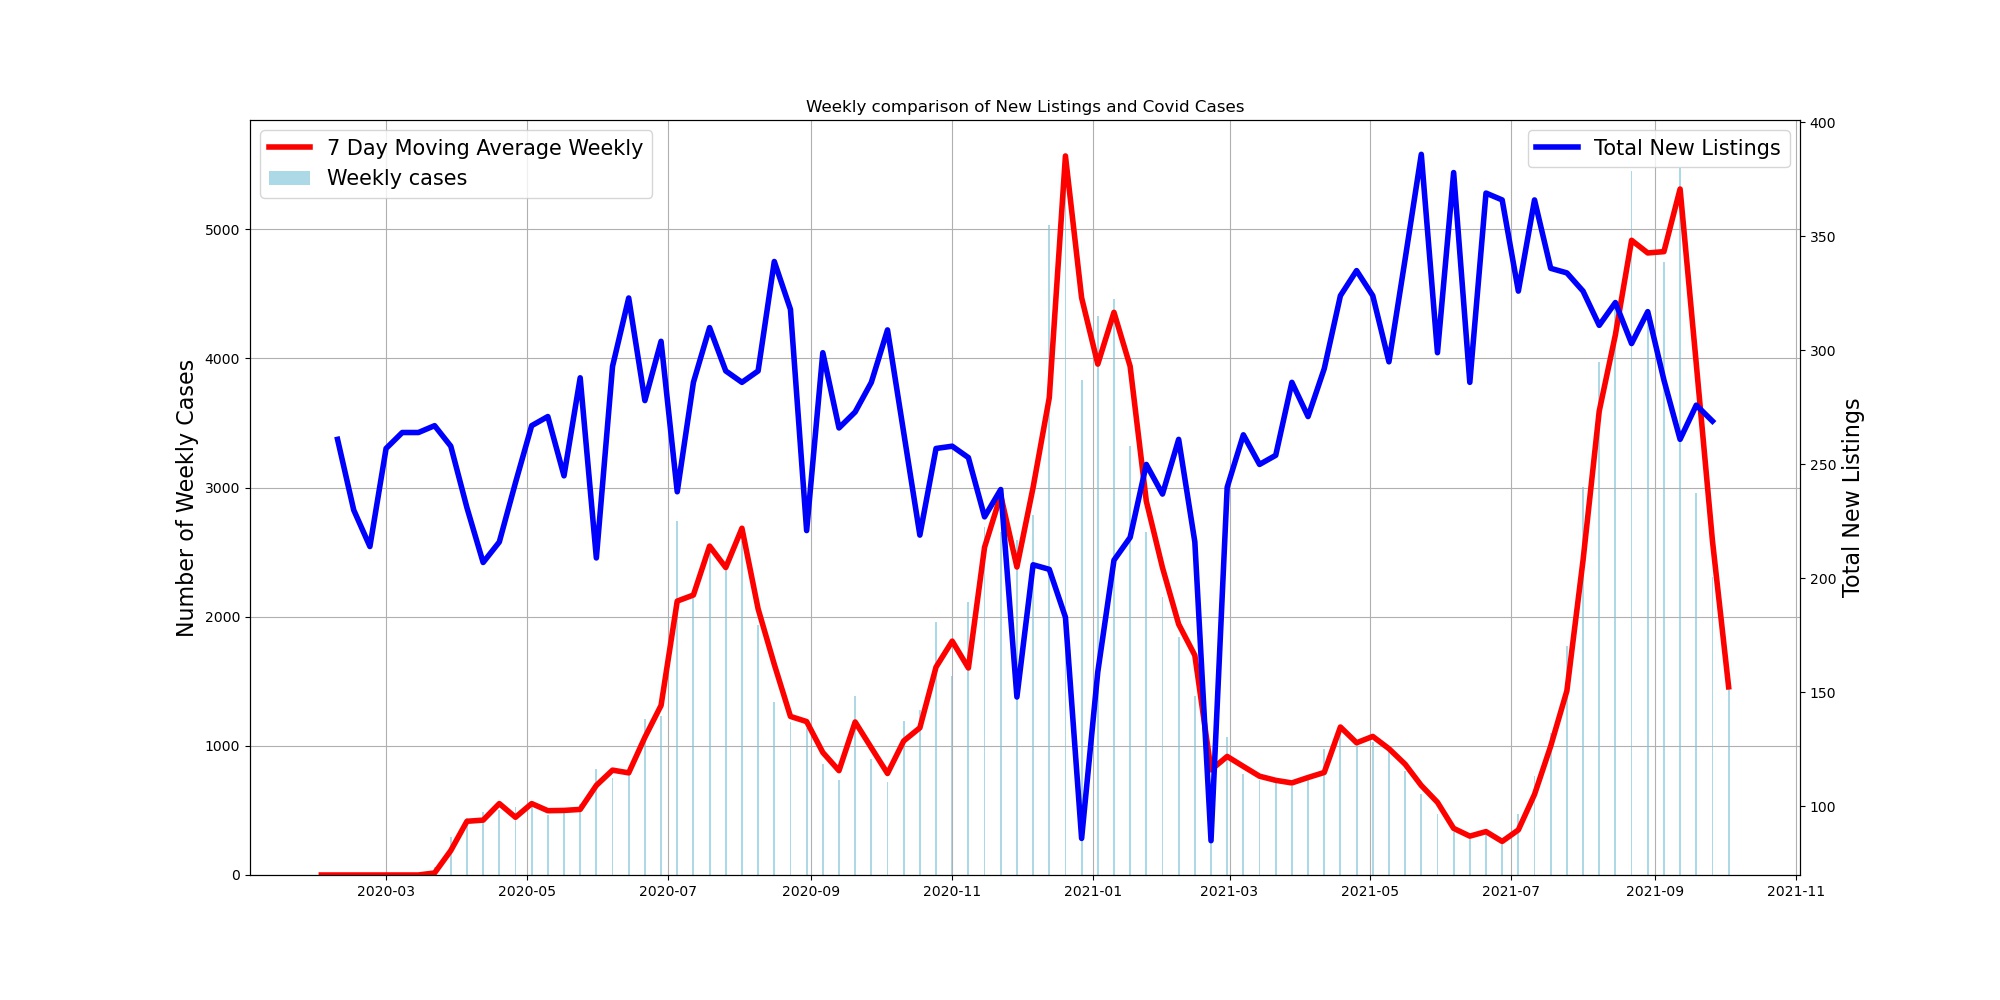 Weekly comparison of New Listings and Covid Cases
7 Day Moving Average Weekly
Weekly cases
Total New Listings
Number of Weekly Cases
5000
4000
3000
2000
1000
0
400
350
300
250
200
150
100
Total New Listings
2020-03 2020-05 2020-07 2020-09 2020-11 2021-01 2021-03 2021-05 2021-07 2021-09 2021-11